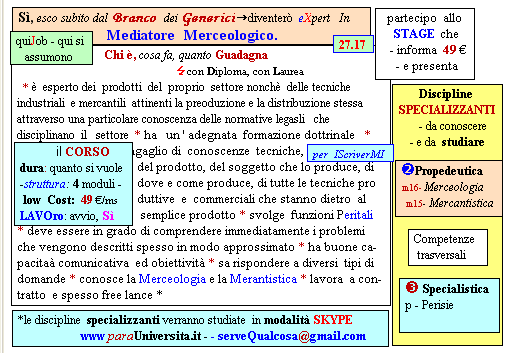 Sì, esco subito dal Branco dei Generici→diventerò eXpert In
Mediatore Merceologico.
27.17
quiJob - qui si
assumono
Chi è, cosa fa, quanto Guadagna
con Diploma, con Laurea
partecipo allo
STAGE che
- informa 49 €
- e presenta
* è esperto dei prodotti del proprio settore nonchè delle tecniche
industriali e mercantili attinenti la preoduzione e la distribuzione stessa
attraverso una particolare conoscenza delle normative legasli che
disciplinano il settore * ha un' adegnata formazione dottrinale *
agaglio di conoscenze tecniche,
per IScriverMI
del prodotto, del soggetto che lo produce, di
dove e come produce, di tutte le tecniche pro
duttive e commerciali che stanno dietro al
semplice prodotto * svolge funzioni Peritali
* deve essere in grado di comprendere immediatamente i problemi
che vengono descritti spesso in modo approssimato * ha buone ca-
pacitaà comunicativa ed obiettività * sa rispondere a diversi tipi di
domande * conosce la Merceologia e la Merantistica * lavora a con-
tratto e spesso free lance *
il CORSO
dura: quanto si vuole
-struttura: 4 moduli -
low Cost: 49 €/ms
LAVOro: avvio, Sì
Discipline
SPECIALIZZANTI
- da conoscere
- e da studiare
❷Propedeutica
m16- Merceologia
m15- Mercantistica
Competenze
trasversali
❸ Specialistica
p - Perisie
*le discipline specializzanti verranno studiate in modalità SKYPE
www.paraUniversita.it - - serveQualcosa@gmail.com